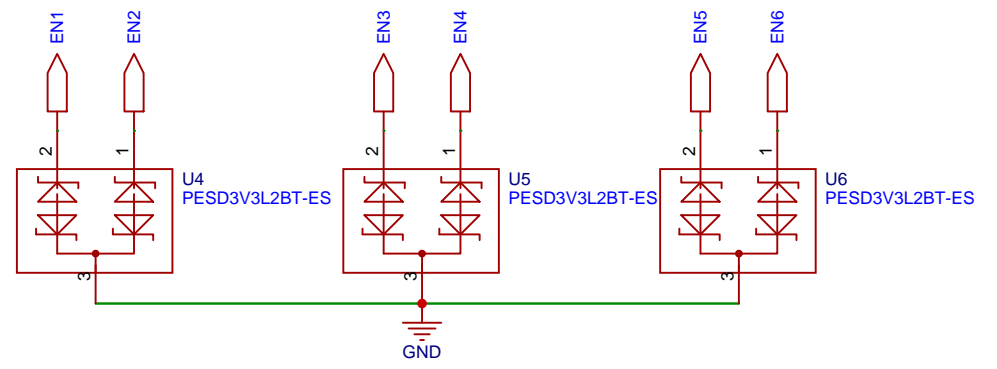 EN1
EN2
EN3
EN4
EN5
EN6
2
1
2
1
2
1
U4
PESD3V3L2BT-ES
U5
PESD3V3L2BT-ES
U6
PESD3V3L2BT-ES
3
3
3
GND